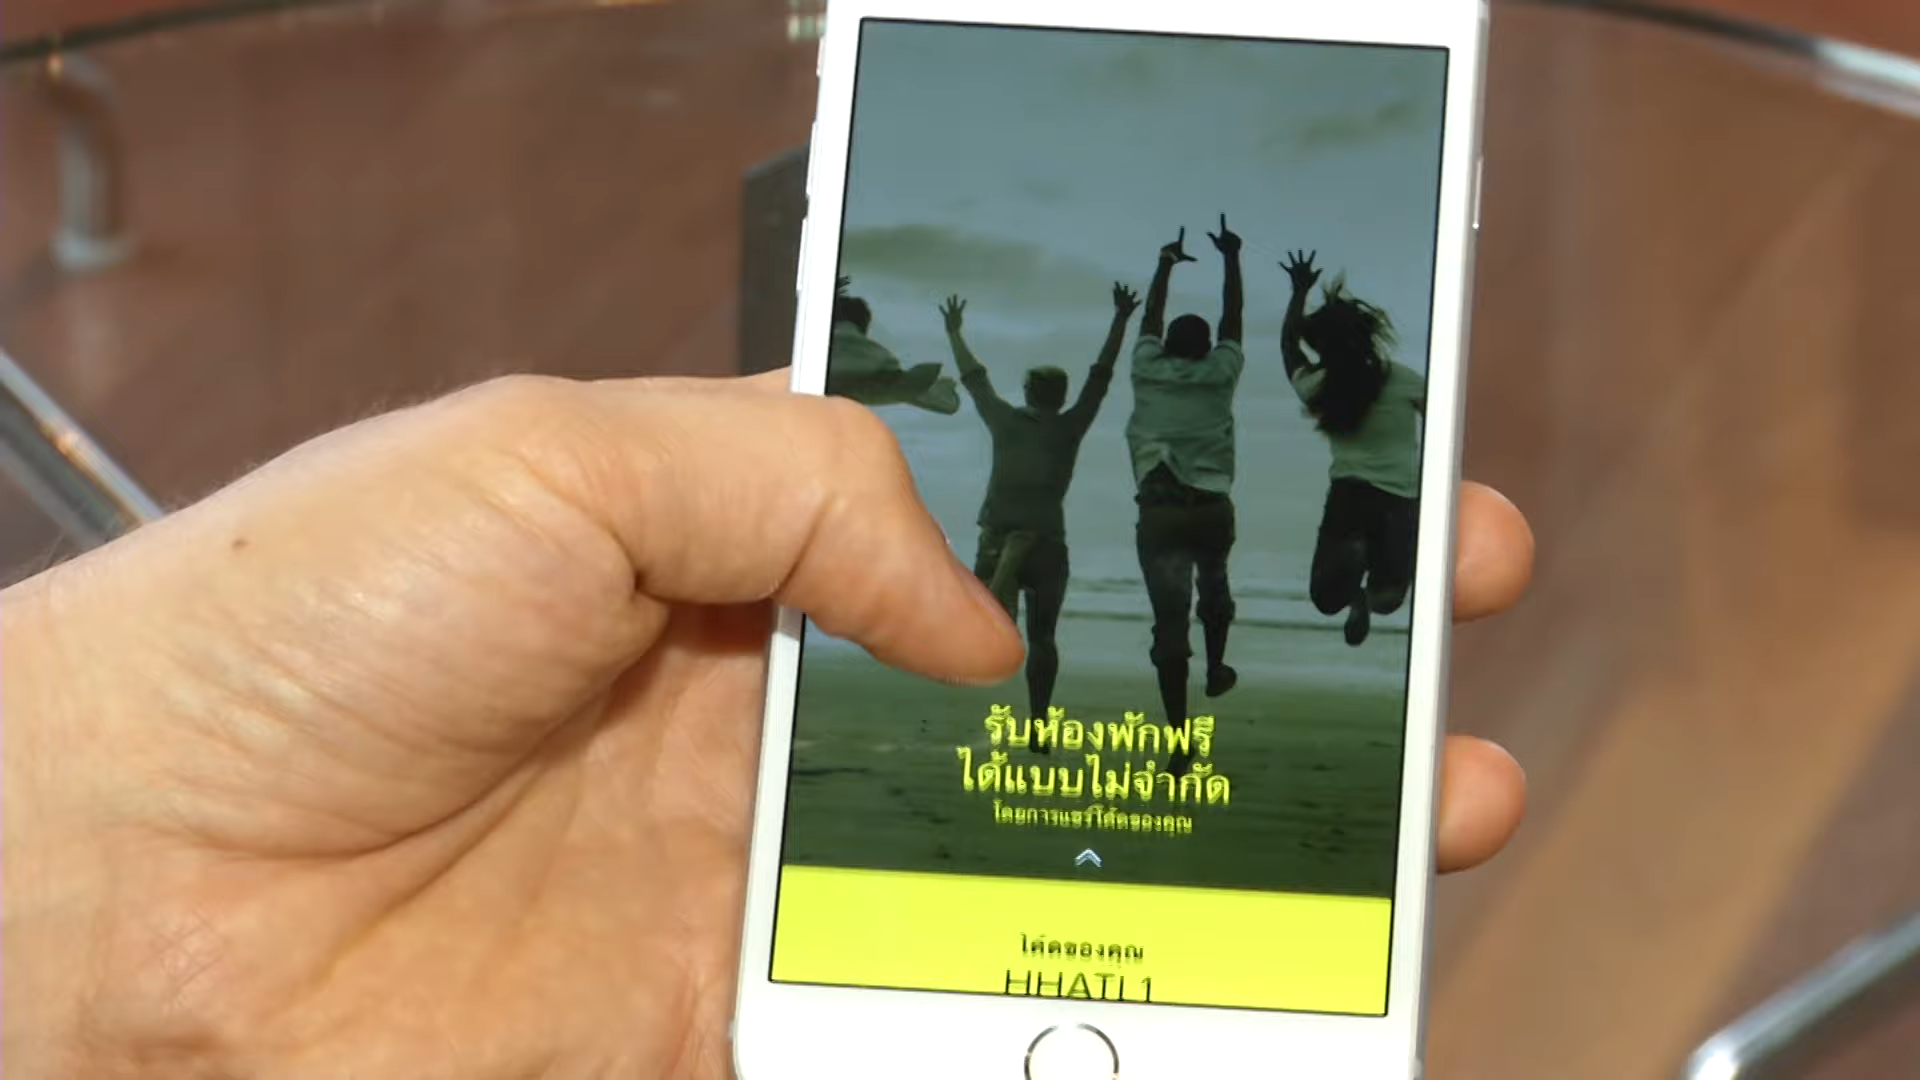 รับห้องพักฟรี
ได้แบบไม่จำกัด
โดยการแชร์โค้ดของคุณ
โค้ดของคุณ